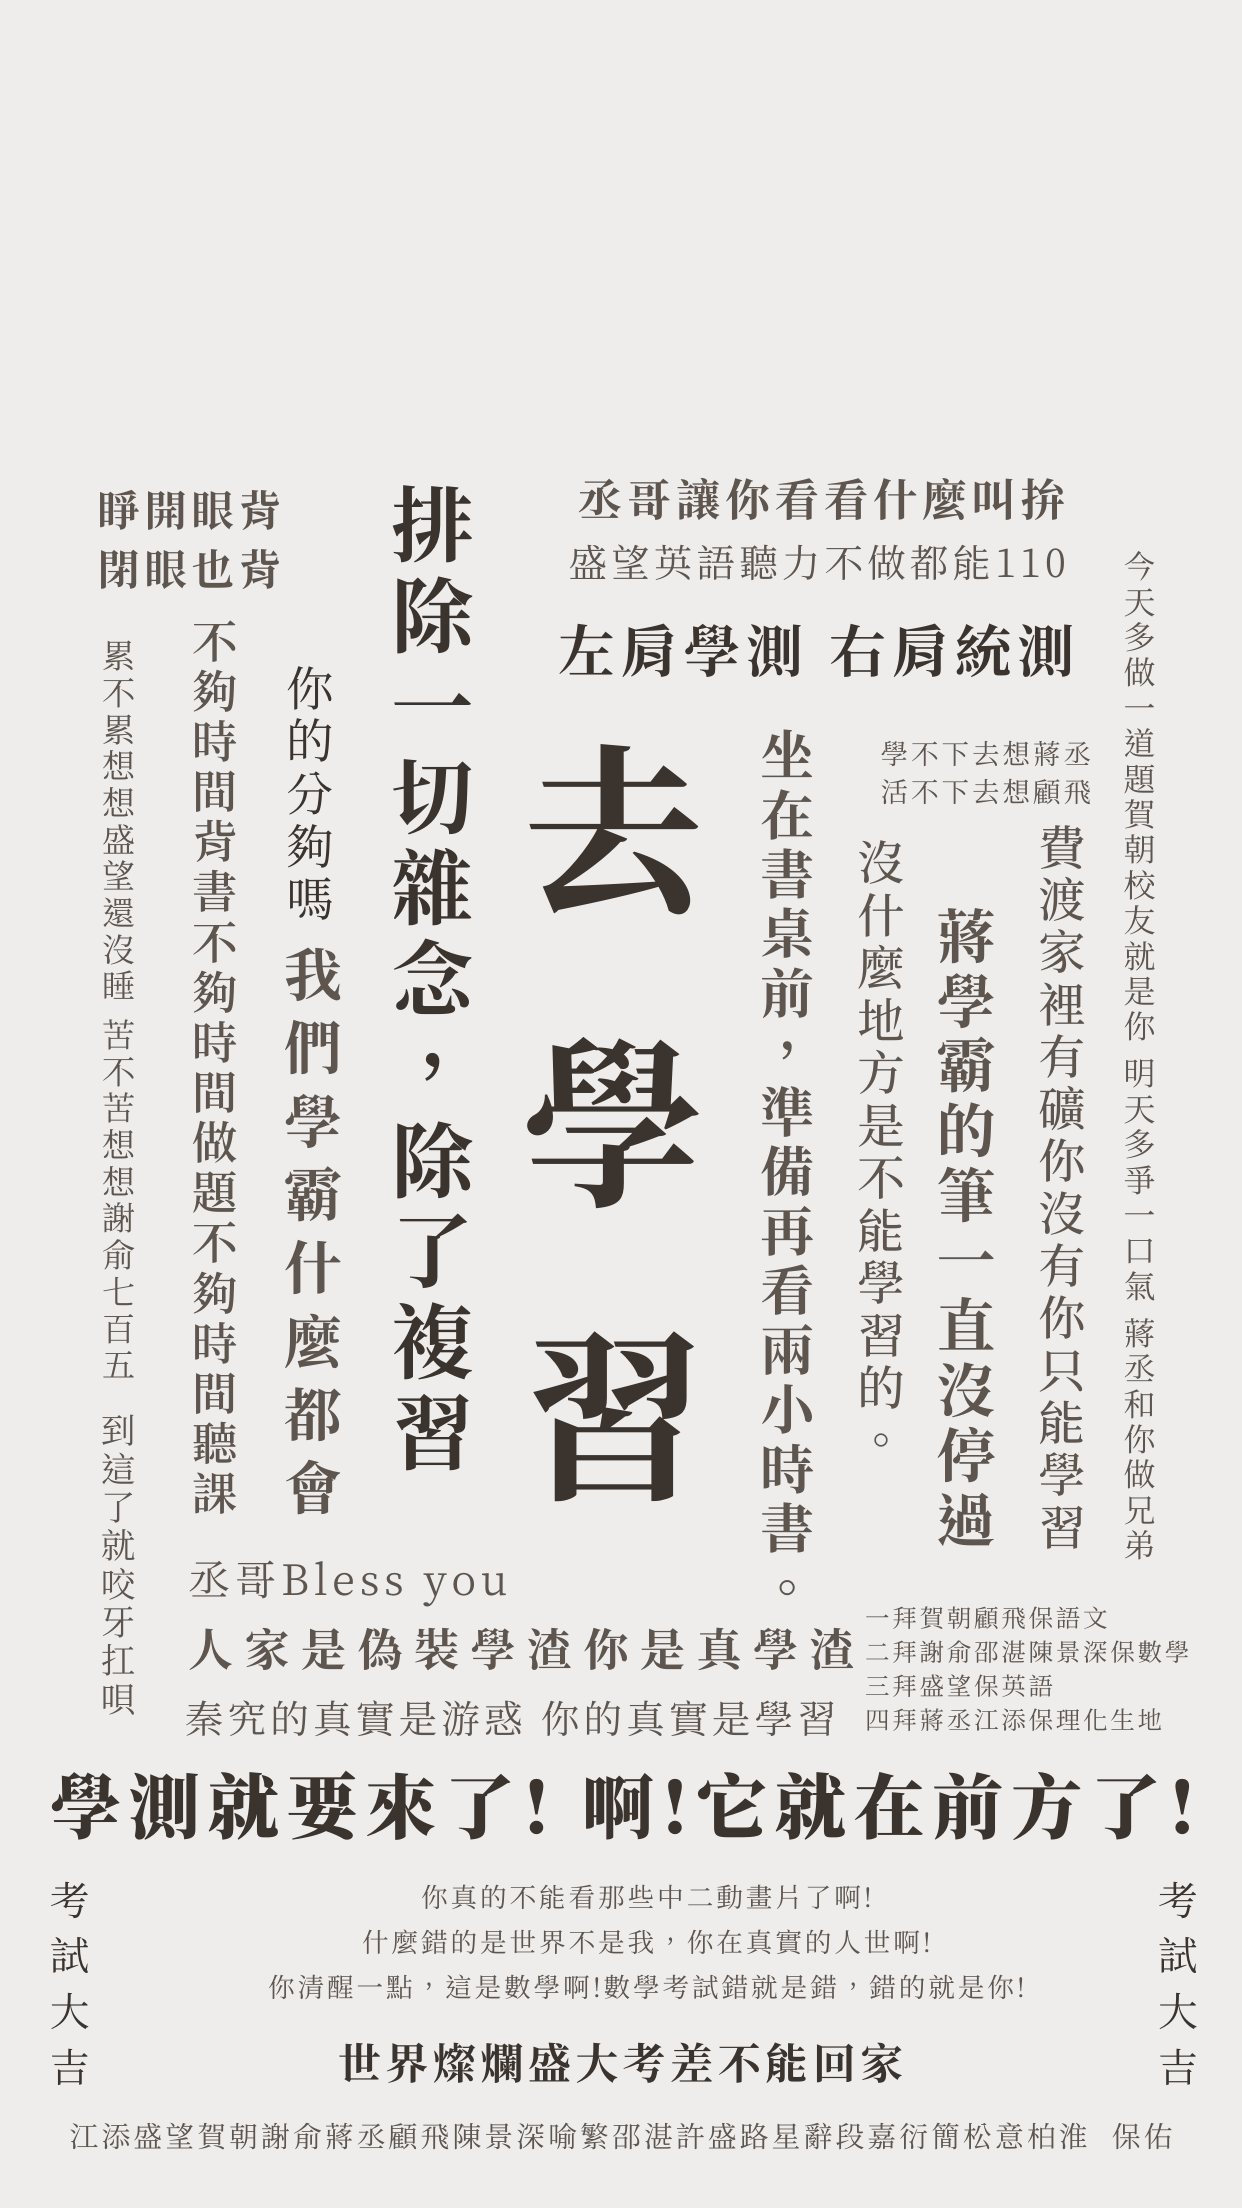 睜開眼背
閉眼也背
丞哥讓你看看什麼叫拚
盛望英語聽力不做都能110
左肩學測 右肩統測
學不下去想蔣丞
活不下去想顧飛
今天多做一道題賀朝校友就是你 明天多爭一口氣 蔣丞和你做兄弟
費渡家裡有礦你沒有你只能學習
蔣學霸的筆一直沒停過
沒什麼地方是不能學習的。
坐在書桌前，準備再看兩小時書。
去學習
排除一切雜念，除了複習
你的分夠嗎
我們學霸什麼都會
不夠時間背書不夠時間做題不夠時間聽課
累不累想想盛望還沒睡 苦不苦想想謝俞七百五 到這了就咬牙扛唄
丞哥Bless you
人家是偽裝學渣你是真學渣
秦究的真實是游惑 你的真實是學習
一拜賀朝顧飛保語文
二拜謝俞邵湛陳景深保數學
三拜盛望保英語
四拜蔣丞江添保理化生地
學測就要來了! 啊!它就在前方了!
考試大吉
考試大吉
你真的不能看那些中二動畫片了啊!
什麼錯的是世界不是我，你在真實的人世啊!
你清醒一點，這是數學啊!數學考試錯就是錯，錯的就是你!
世界燦爛盛大考差不能回家
江添盛望賀朝謝俞蔣丞顧飛陳景深喻繁邵湛許盛路星辭段嘉衍簡松意柏淮 保佑